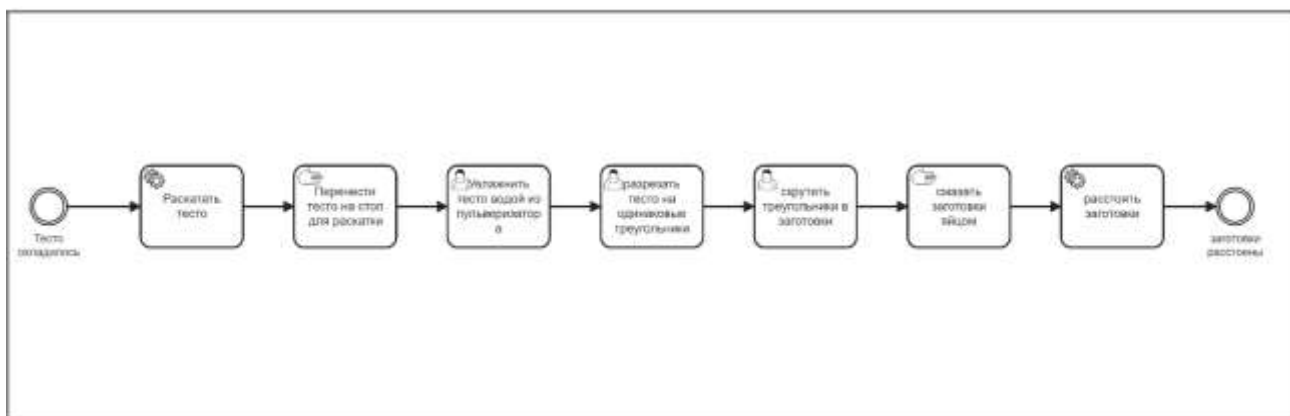 Раскатать
тесто
Перенести
тесто на стол
для раскатки
Увлажнить
тесто водой из
пульверизатор
а
разрезать
тесто на
одинаковые
треугольники
скрутить
треугольники в
заготовки
смазать
заготовки
яйцом
расстоять
заготовки
Тесто
охладилось
заготовки
расстоены